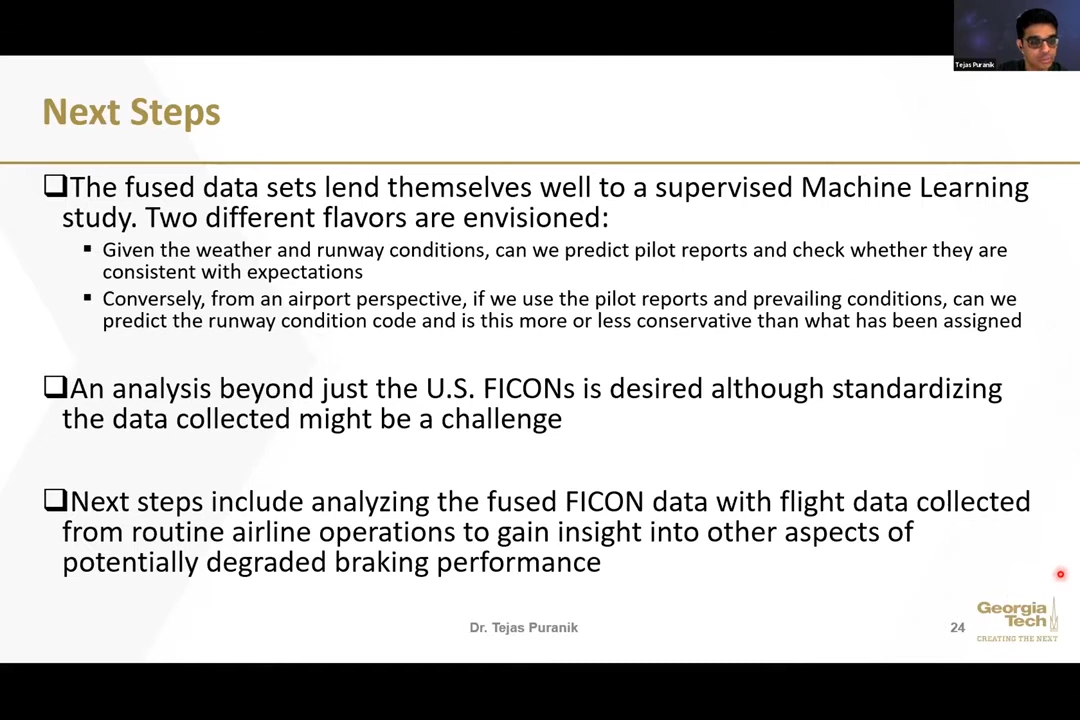 Tejas Puranik
Next Steps
❑The fused data sets lend themselves well to a supervised Machine Learning
study. Two different flavors are envisioned:
▪ Given the weather and runway conditions, can we predict pilot reports and check whether they are
consistent with expectations
▪ Conversely, from an airport perspective, if we use the pilot reports and prevailing conditions, can we
predict the runway condition code and is this more or less conservative than what has been assigned
❑An analysis beyond just the U.S. FICONs is desired although standardizing
the data collected might be a challenge
❑Next steps include analyzing the fused FICON data with flight data collected
from routine airline operations to gain insight into other aspects of
potentially degraded braking performance
Dr. Tejas Puranik
24
Georgia
Tech
CREATING THE NEXT